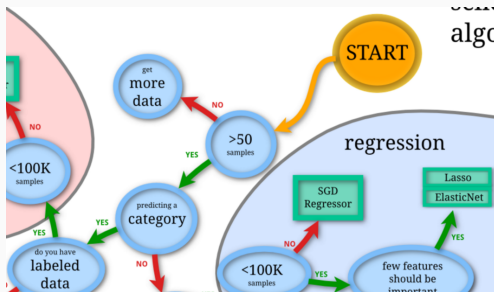 algo
START
get
more
data
NO
>50
samples
YES
regression
NO
<100K
samples
predicting a
category
SGD
Regressor
Lasso
ElasticNet
YES
YES
NO
NO
YES
do you have
labeled
data
<100K
samples
YES
few features
should be
important